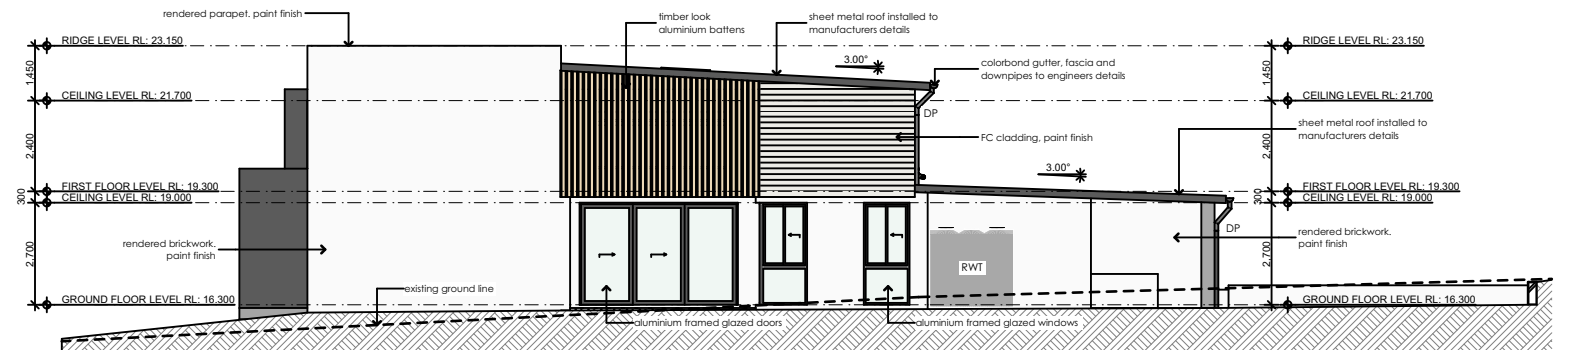 rendered parapet. paint finish
timber look
aluminium battens
sheet metal roof installed to
manufacturers details
RIDGE LEVEL RL: 23.150
RIDGE LEVEL RL: 23.150
3.00°
colorbond gutter, fascia and
downpipes to engineers details
1,450
1,450
CEILING LEVEL RL: 21.700
CEILING LEVEL RL: 21.700
DP
sheet metal roof installed to
manufacturers details
FC cladding, paint finish
2,400
2,400
3.00°
FIRST FLOOR LEVEL RL: 19.300
FIRST FLOOR LEVEL RL: 19.300
300
300
CEILING LEVEL RL: 19.000
CEILING LEVEL RL: 19.000
DP
rendered brickwork.
paint finish
rendered brickwork.
paint finish
2,700
2,700
RWT
existing ground line
GROUND FLOOR LEVEL RL: 16.300
GROUND FLOOR LEVEL RL: 16.300
aluminium framed glazed doors
aluminium framed glazed windows